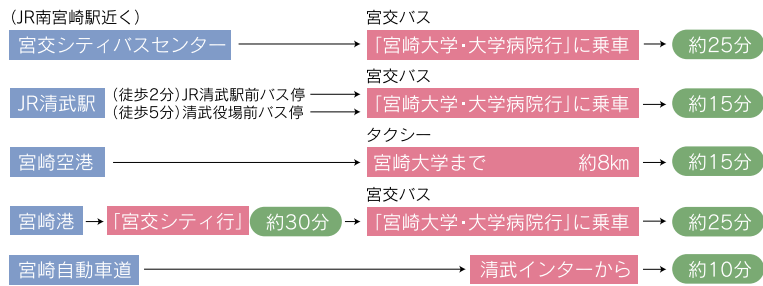 (JR南宮崎駅近く)
宮交バス
宮交シティバスセンター 「宮崎大学・大学病院行」に乗車 約25分
宮交バス
JR清武駅 (徒歩2分)JR清武駅前バス停 「宮崎大学・大学病院行」に乗車 約15分
(徒歩5分)清武役場前バス停
タクシー
宮崎空港 宮崎大学まで 約8㎞ 約15分
宮交バス
宮崎港 「宮交シティ行」 約30分 「宮崎大学・大学病院行」に乗車 約25分
宮崎自動車道 清武インターから 約10分